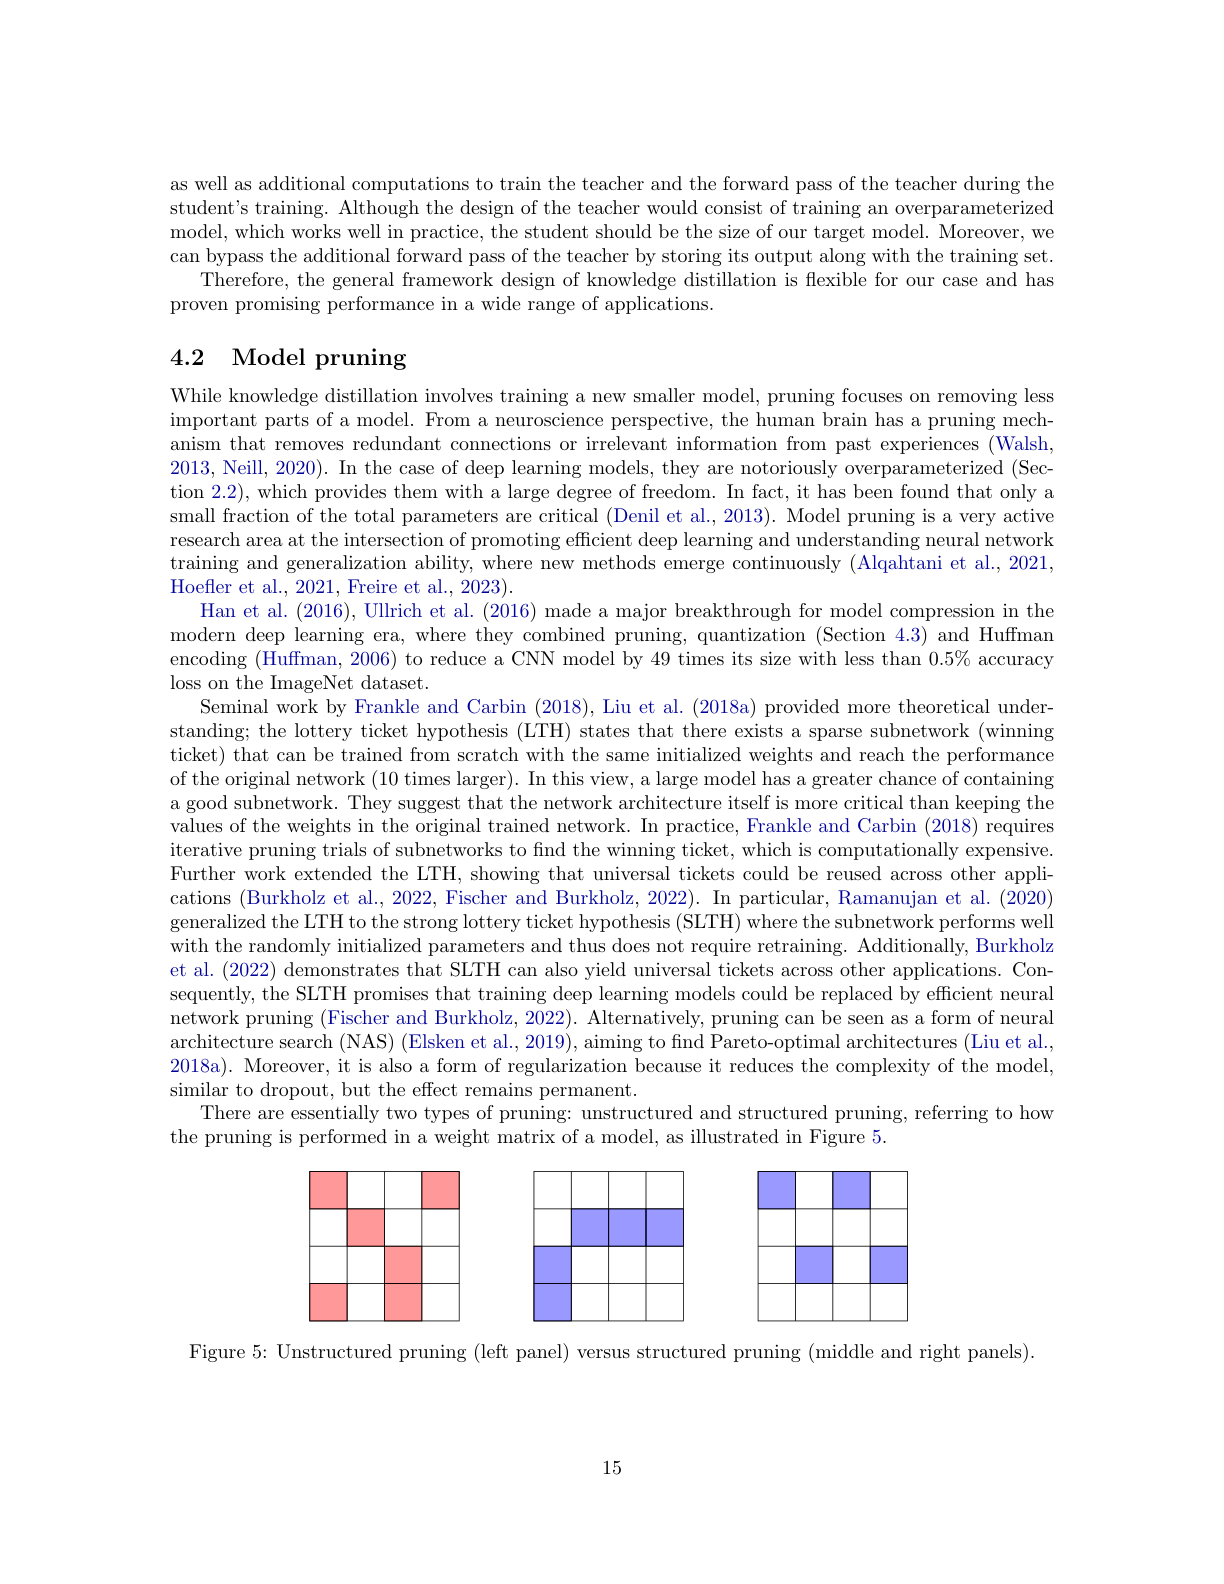 as well as additional computations to train the teacher and the forward pass of the teacher during the
student's training. Although the design of the teacher would consist of training an overparameterized
model, which works well in practice, the student should be the size of our target model. Moreover, we
can bypass the additional forward pass of the teacher by storing its output along with the training set.
Therefore, the general framework design of knowledge distillation is flexible for our case and has
proven promising performance in a wide range of applications.
4.2 Model pruning
While knowledge distillation involves training a new smaller model, pruning focuses on removing less
important parts of a model. From a neuroscience perspective, the human brain has a pruning mech-
anism that removes redundant connections or irrelevant information from past experiences (Walsh,
2013, Neill, 2020). In the case of deep learning models, they are notoriously overparameterized (Sec-
tion 2.2), which provides them with a large degree of freedom. In fact, it has been found that only a
small fraction of the total parameters are critical (Denil et al., 2013). Model pruning is a very active
research area at the intersection of promoting efficient deep learning and understanding neural network
training and generalization ability, where new methods emerge continuously (Alqahtani et al., 2021,
Hoefler et al., 2021, Freire et al., 2023).
Han et al. (2016), Ullrich et al. (2016) made a major breakthrough for model compression in the
modern deep learning era, where they combined pruning, quantization (Section 4.3) and Huffman
encoding (Huffman, 2006) to reduce a CNN model by 49 times its size with less than 0.5% accuracy
loss on the ImageNet dataset.
Seminal work by Frankle and Carbin (2018), Liu et al. (2018a) provided more theoretical under-
standing; the lottery ticket hypothesis (LTH) states that there exists a sparse subnetwork (winning
ticket) that can be trained from scratch with the same initialized weights and reach the performance
of the original network (10 times larger). In this view, a large model has a greater chance of containing
a good subnetwork. They suggest that the network architecture itself is more critical than keeping the
values of the weights in the original trained network. In practice, Frankle and Carbin (2018) requires
iterative pruning trials of subnetworks to find the winning ticket, which is computationally expensive.
Further work extended the LTH, showing that universal tickets could be reused across other appli-
cations (Burkholz et al., 2022, Fischer and Burkholz, 2022). In particular, Ramanujan et al. (2020)
generalized the LTH to the strong lottery ticket hypothesis (SLTH) where the subnetwork performs well
with the randomly initialized parameters and thus does not require retraining. Additionally, Burkholz
et al. (2022) demonstrates that SLTH can also yield universal tickets across other applications. Con-
sequently, the SLTH promises that training deep learning models could be replaced by efficient neural
network pruning (Fischer and Burkholz, 2022). Alternatively, pruning can be seen as a form of neural
architecture search (NAS) (Elsken et al., 2019), aiming to find Pareto-optimal architectures (Liu et al.,
2018a). Moreover, it is also a form of regularization because it reduces the complexity of the model,
similar to dropout, but the effect remains permanent.
There are essentially two types of pruning: unstructured and structured pruning, referring to how
the pruning is performed in a weight matrix of a model, as illustrated in Figure 5.
Figure 5: Unstructured pruning (left panel) versus structured pruning (middle and right panels).
15